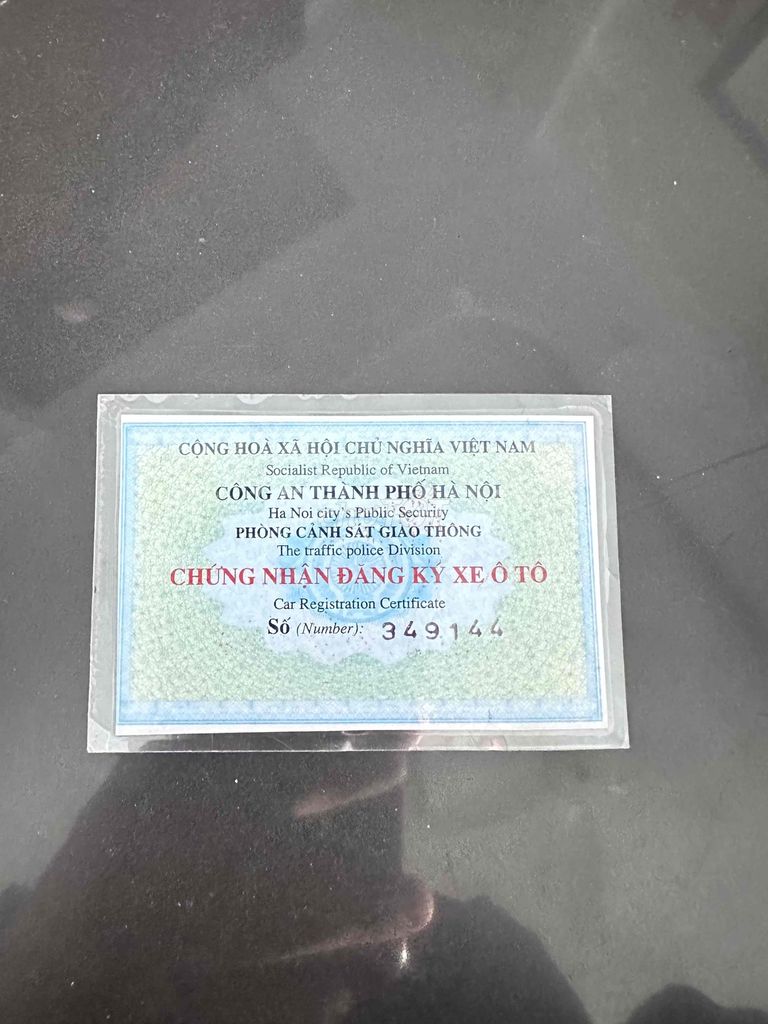 CỘNG HOÀ XÃ HỘI CHỦ NGHĨA VIỆT NAM
Socialist Republic of Vietnam
CÔNG AN THÀNH PHỐ HÀ NỘI
Ha Noi city's Public Security
PHÒNG CẢNH SÁT GIAO THÔNG
The traffic police Division
CHỨNG NHẬN ĐĂNG KÝ XE Ô TÔ
Car Registration Certificate
Số (Number): 349144